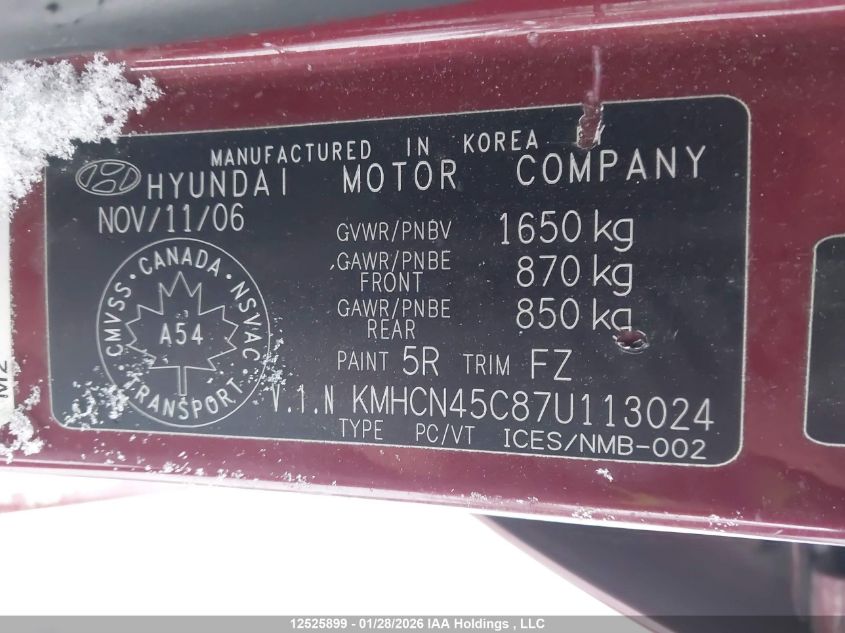 MANUFACTURED IN KOREA BY
HYUNDAI MOTOR COMPANY
NOV/11/06
GVWR/PNBV 1650 kg
GAWR/PNBE FRONT 870 kg
GAWR/PNBE REAR 850 kg
CMVSS · CANADA · NSVAC · TRANSPORT ·
A54
PAINT 5R TRIM FZ
V.I.N KMHCN45C87U113024
TYPE PC/VT ICES/NMB-002
M2
12525899 - 01/28/2026 IAA Holdings , LLC